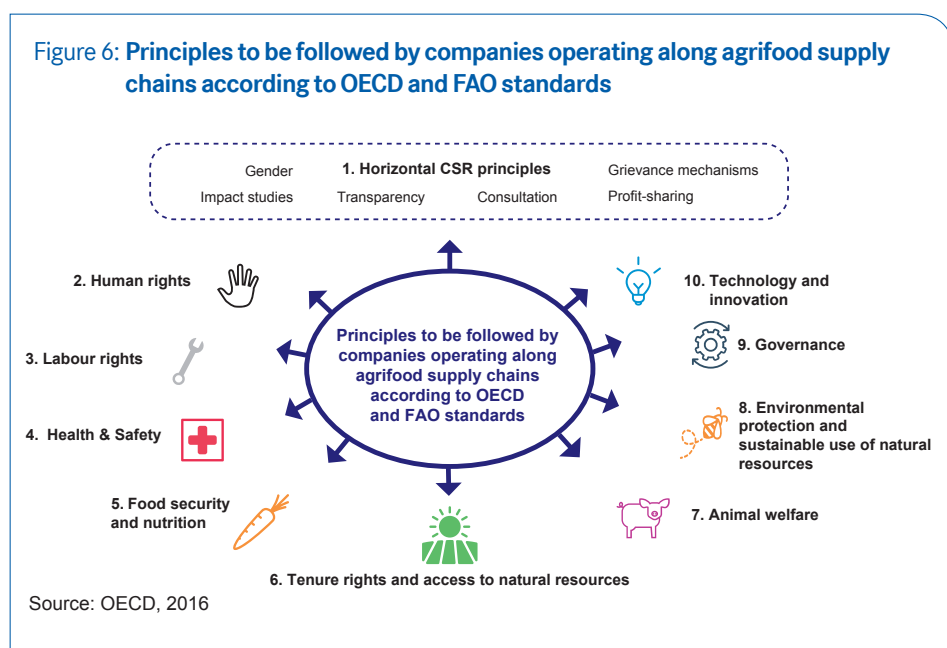 Figure 6: Principles to be followed by companies operating along agrifood supply
chains according to OECD and FAO standards
1. Horizontal CSR principles
Gender
Grievance mechanisms
Impact studies
Transparency
Consultation
Profit-sharing
2. Human rights
3. Labour rights
4. Health & Safety
5. Food security
and nutrition
6. Tenure rights and access to natural resources
7. Animal welfare
8. Environmental
protection and
sustainable use of natural
resources
9. Governance
10. Technology and
innovation
Principles to be followed by
companies operating along
agrifood supply chains
according to OECD
and FAO standards
Source: OECD, 2016